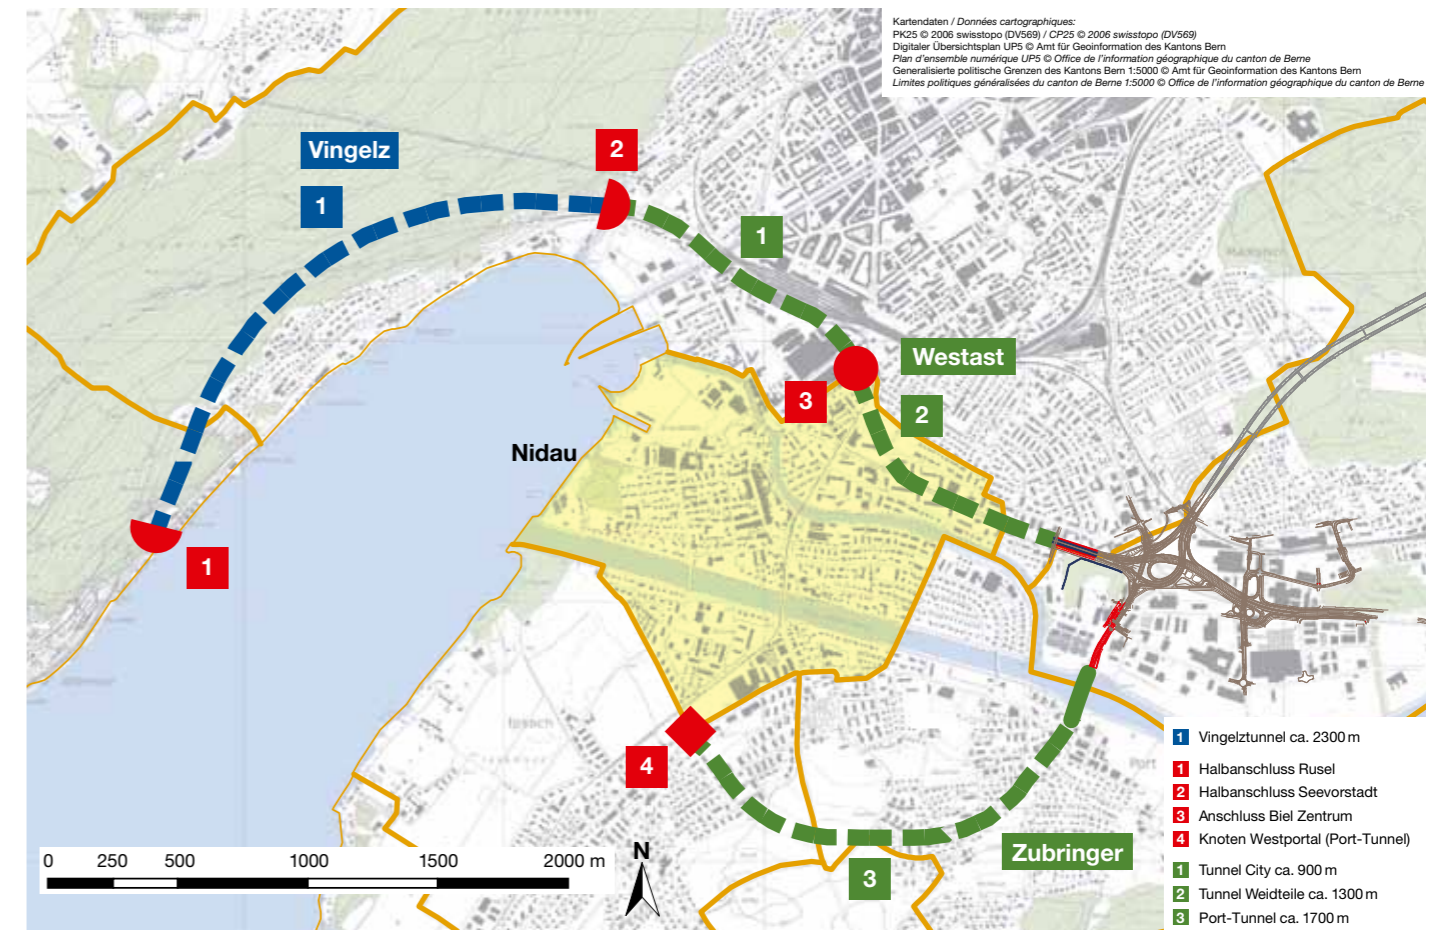 Kartendaten / Données cartographiques:
PK25 © 2006 swisstopo (DV569) / CP25 © 2006 swisstopo (DV569)
Digitaler Übersichtsplan UP5 © Amt für Geoinformation des Kantons Bern
Plan d'ensemble numérique UP5 © Office de l'information géographique du canton de Berne
Generalisierte politische Grenzen des Kantons Bern 1:5000 © Amt für Geoinformation des Kantons Bern
Limites politiques généralisées du canton de Berne 1:5000 © Office de l'information géographique du canton de Berne
Vingelz
2
1
1
Westast
3
2
Nidau
1
Ipsach
Port
4
1 Vingelztunnel ca. 2300 m
1 Halbanschluss Rusel
2 Halbanschluss Seevorstadt
3 Anschluss Biel Zentrum
4 Knoten Westportal (Port-Tunnel)
1 Tunnel City ca. 900 m
2 Tunnel Weidteile ca. 1300 m
3 Port-Tunnel ca. 1700 m
Zubringer
3
N
0 250 500 1000 1500 2000 m